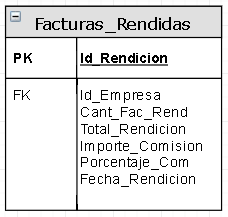 Facturas_Rendidas
PK Id_Rendicion
FK Id_Empresa
Cant_Fac_Rend
Total_Rendicion
Importe_Comision
Porcentaje_Com
Fecha_Rendicion